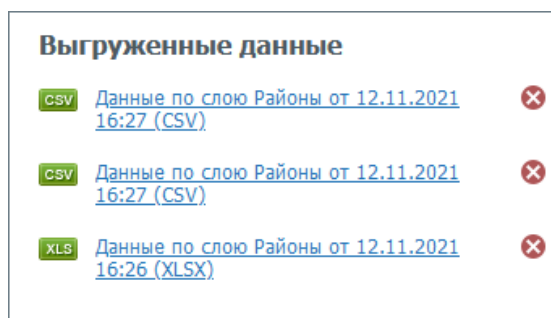 Выгруженные данные
CSV
Данные по слою Районы от 12.11.2021
16:27 (CSV)
CSV
Данные по слою Районы от 12.11.2021
16:27 (CSV)
XLS
Данные по слою Районы от 12.11.2021
16:26 (XLSX)